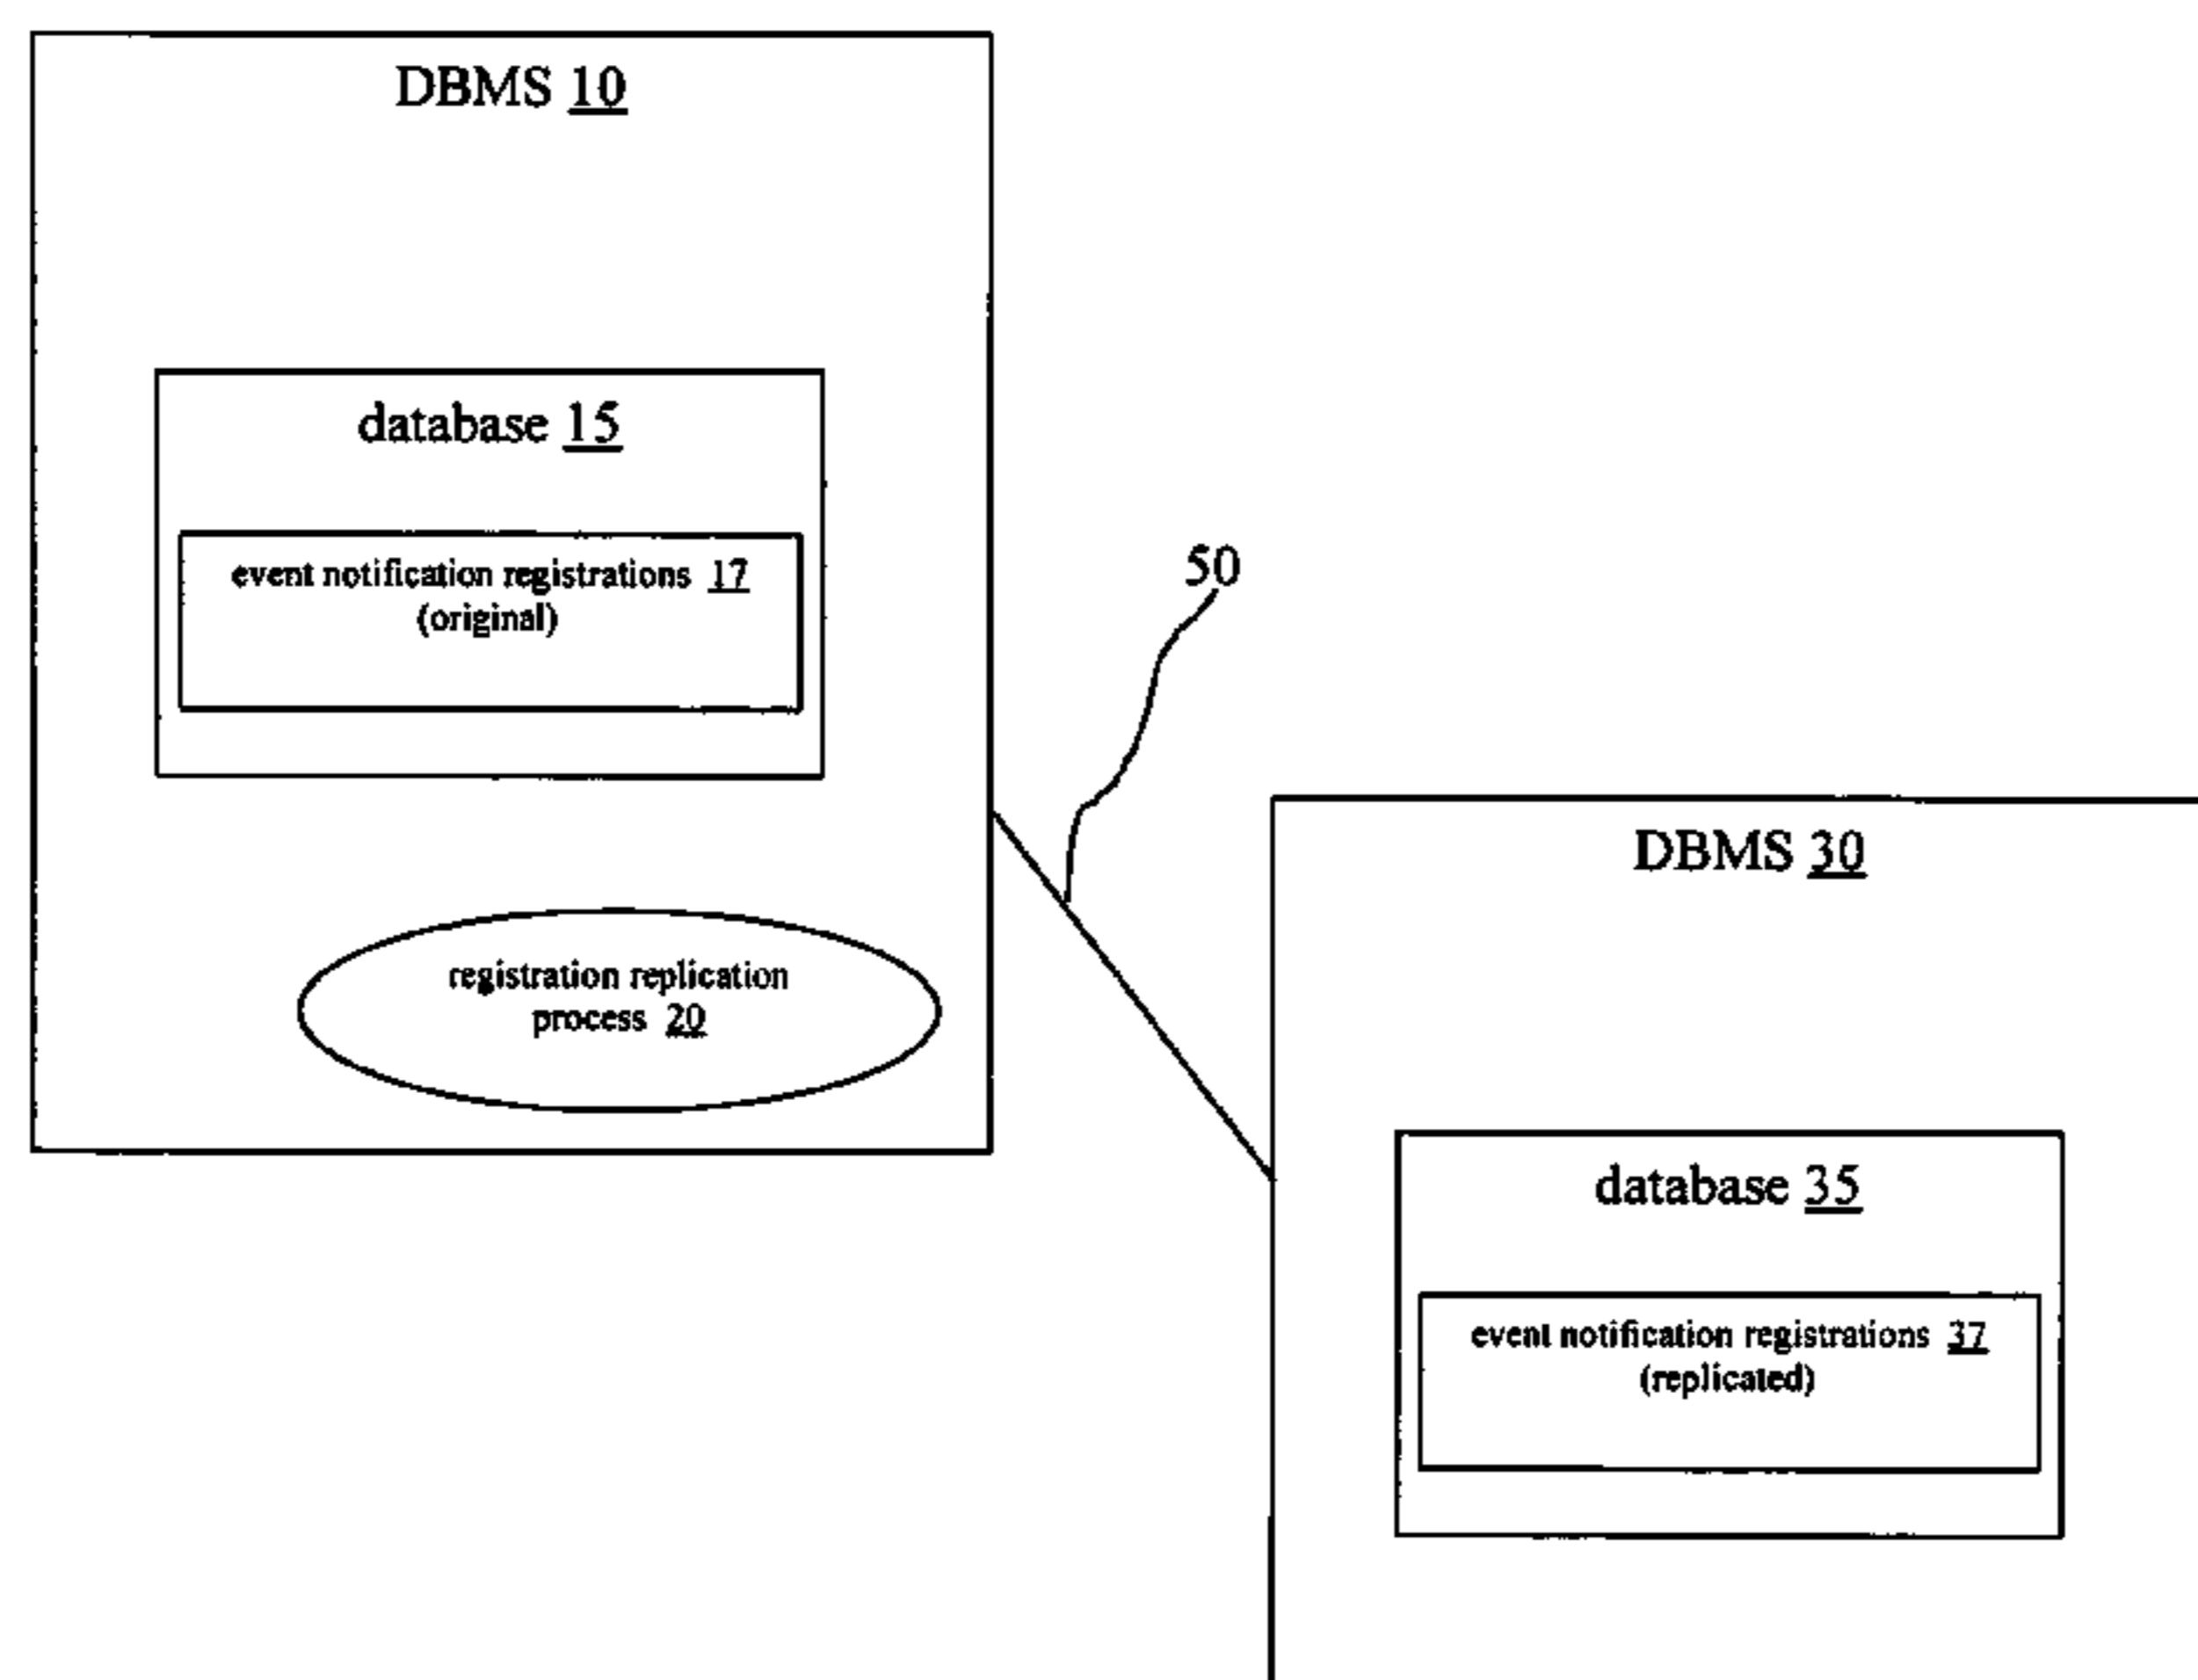 DBMS 10
database 15
event notification registrations 17
(original)
50
registration replication
process 20
DBMS 30
database 35
event notification registrations 37
(replicated)